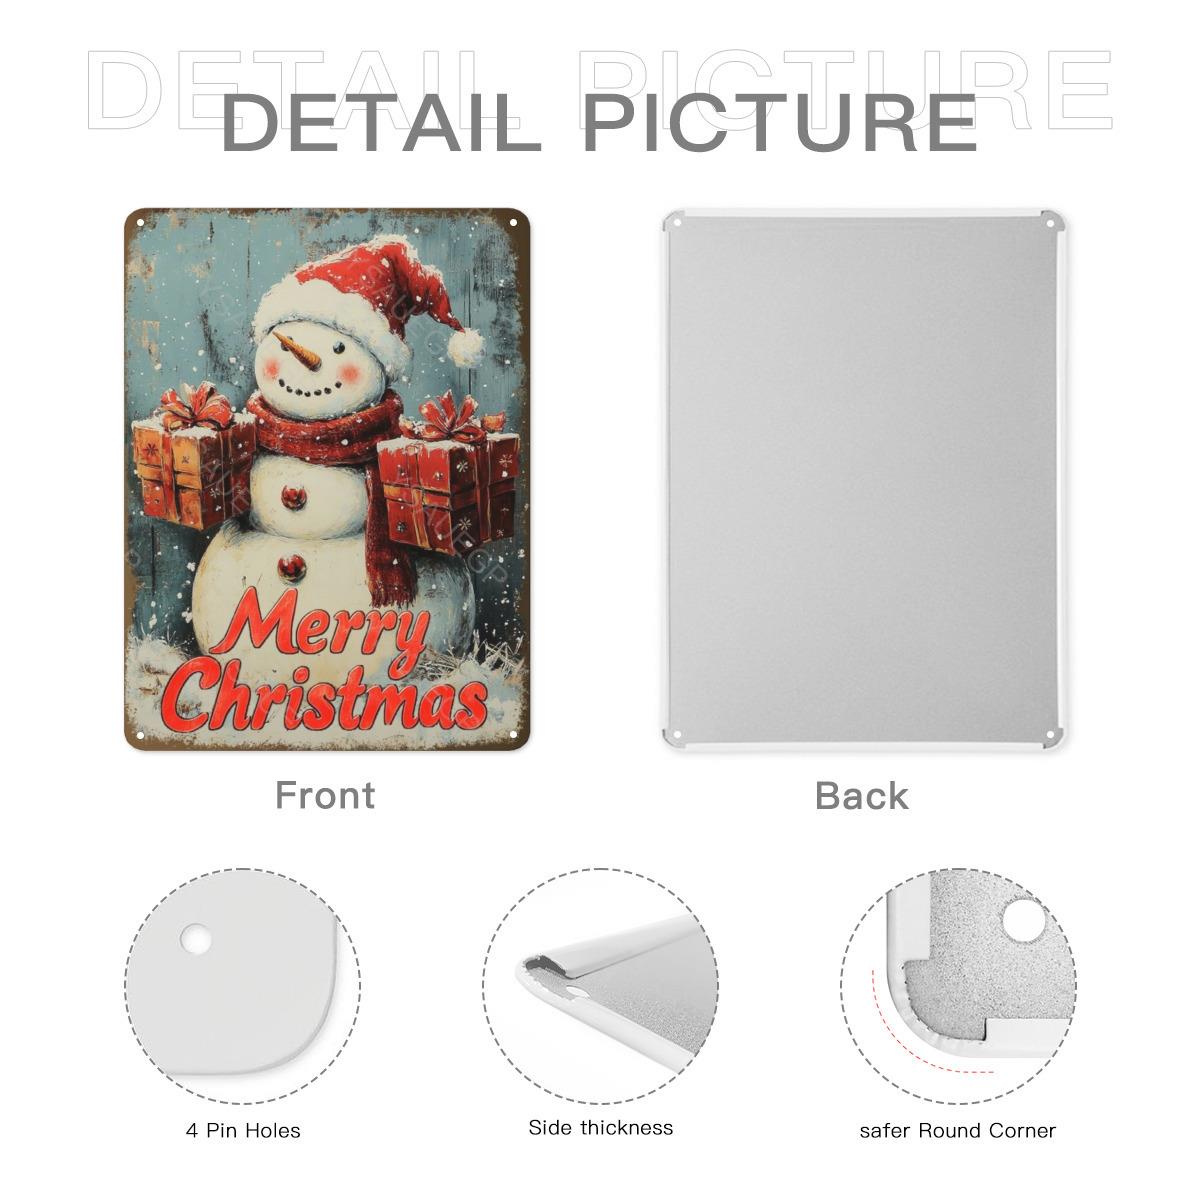 DETAIL PICTURE
DETAIL PICTURE
Merry
Christmas
Front
Back
4 Pin Holes
Side thickness
safer Round Corner